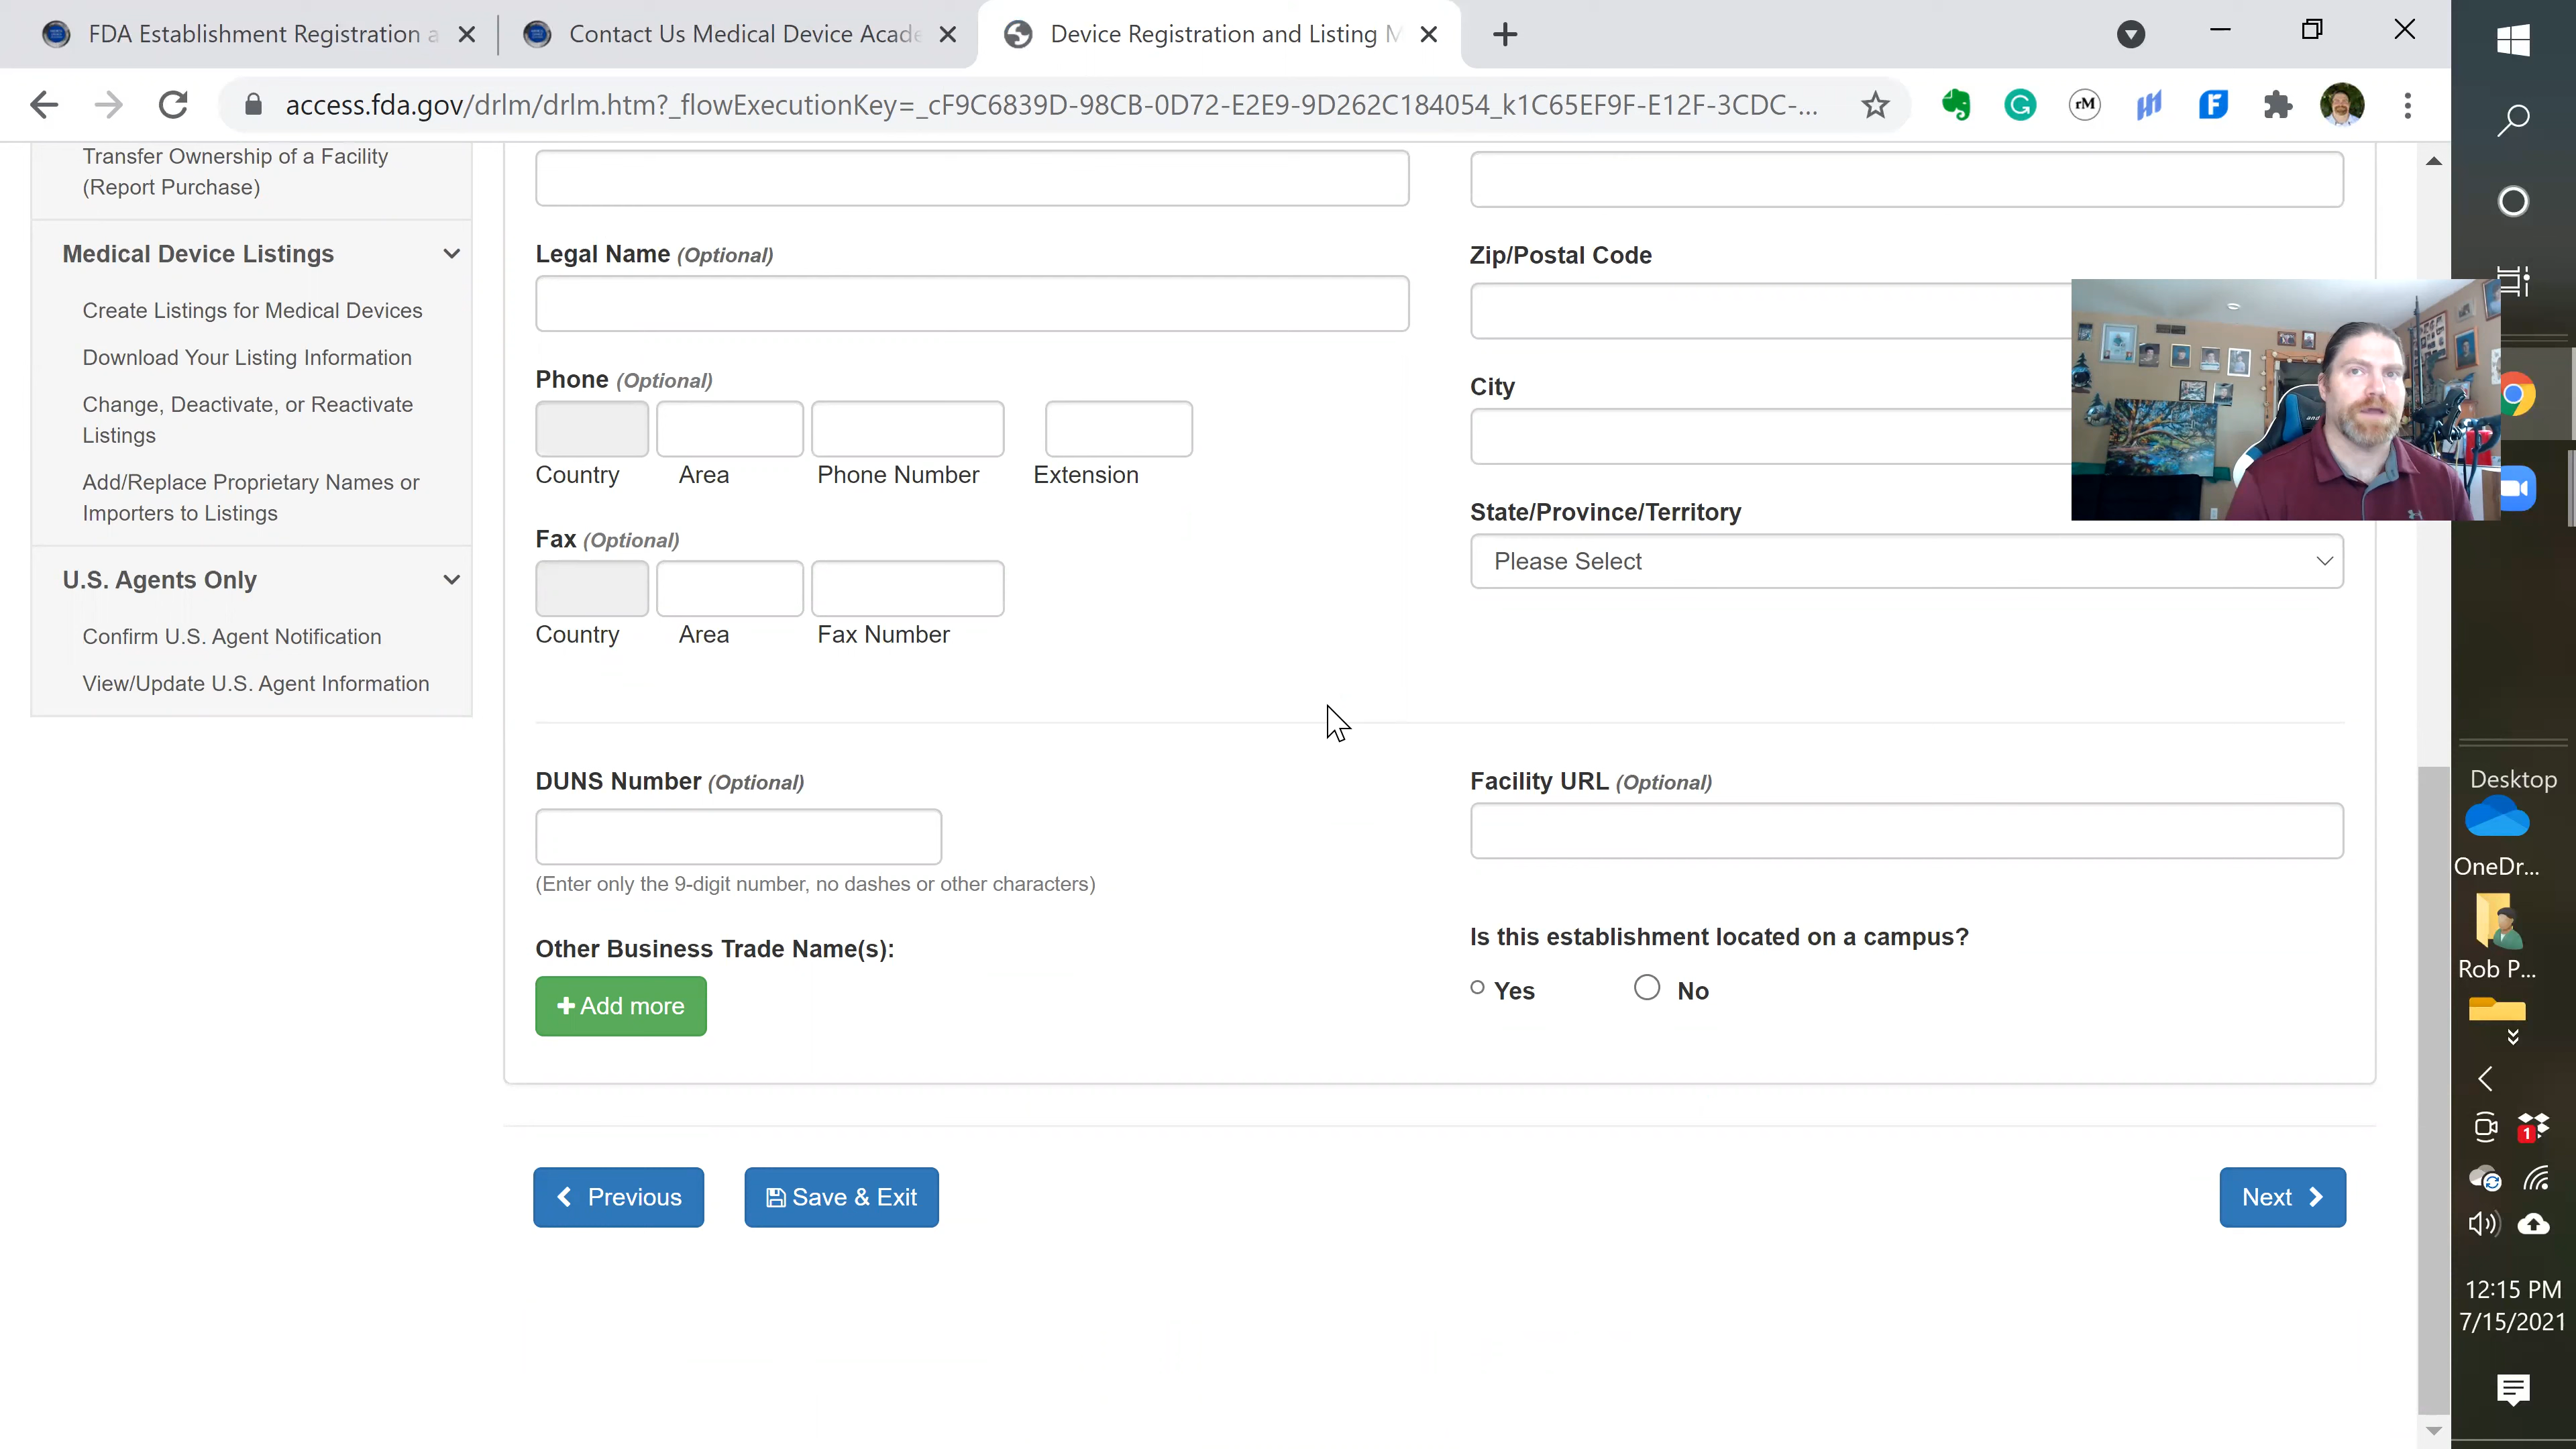 FDA Establishment Registration a
Contact Us Medical Device Acade
Device Registration and Listing M
access.fda.gov/drlm/drlm.htm?_flowExecutionKey=_cF9C6839D-98CB-0D72-E2E9-9D262C184054_k1C65EF9F-E12F-3CDC-...
rM
Transfer Ownership of a Facility
(Report Purchase)
Medical Device Listings
Create Listings for Medical Devices
Download Your Listing Information
Change, Deactivate, or Reactivate
Listings
Add/Replace Proprietary Names or
Importers to Listings
U.S. Agents Only
Confirm U.S. Agent Notification
View/Update U.S. Agent Information
Legal Name (Optional)
Phone (Optional)
Country Area Phone Number Extension
Fax (Optional)
Country Area Fax Number
Zip/Postal Code
City
State/Province/Territory
Please Select
DUNS Number (Optional)
(Enter only the 9-digit number, no dashes or other characters)
Other Business Trade Name(s):
Add more
Facility URL (Optional)
Is this establishment located on a campus?
Yes No
Previous
Save & Exit
Next
Desktop
OneDr...
Rob P...
1
12:15 PM
7/15/2021